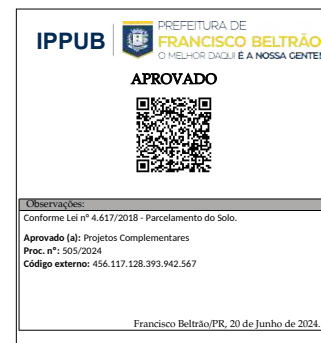 IPPUB
PREFEITURA DE
FRANCISCO BELTRÃO
O MELHOR DAQUI É A NOSSA GENTE!
APROVADO
Observações:
Conforme Lei nº 4.617/2018 - Parcelamento do Solo.
Aprovado (a): Projetos Complementares
Proc. nº: 505/2024
Código externo: 456.117.128.393.942.567
Francisco Beltrão/PR, 20 de Junho de 2024.